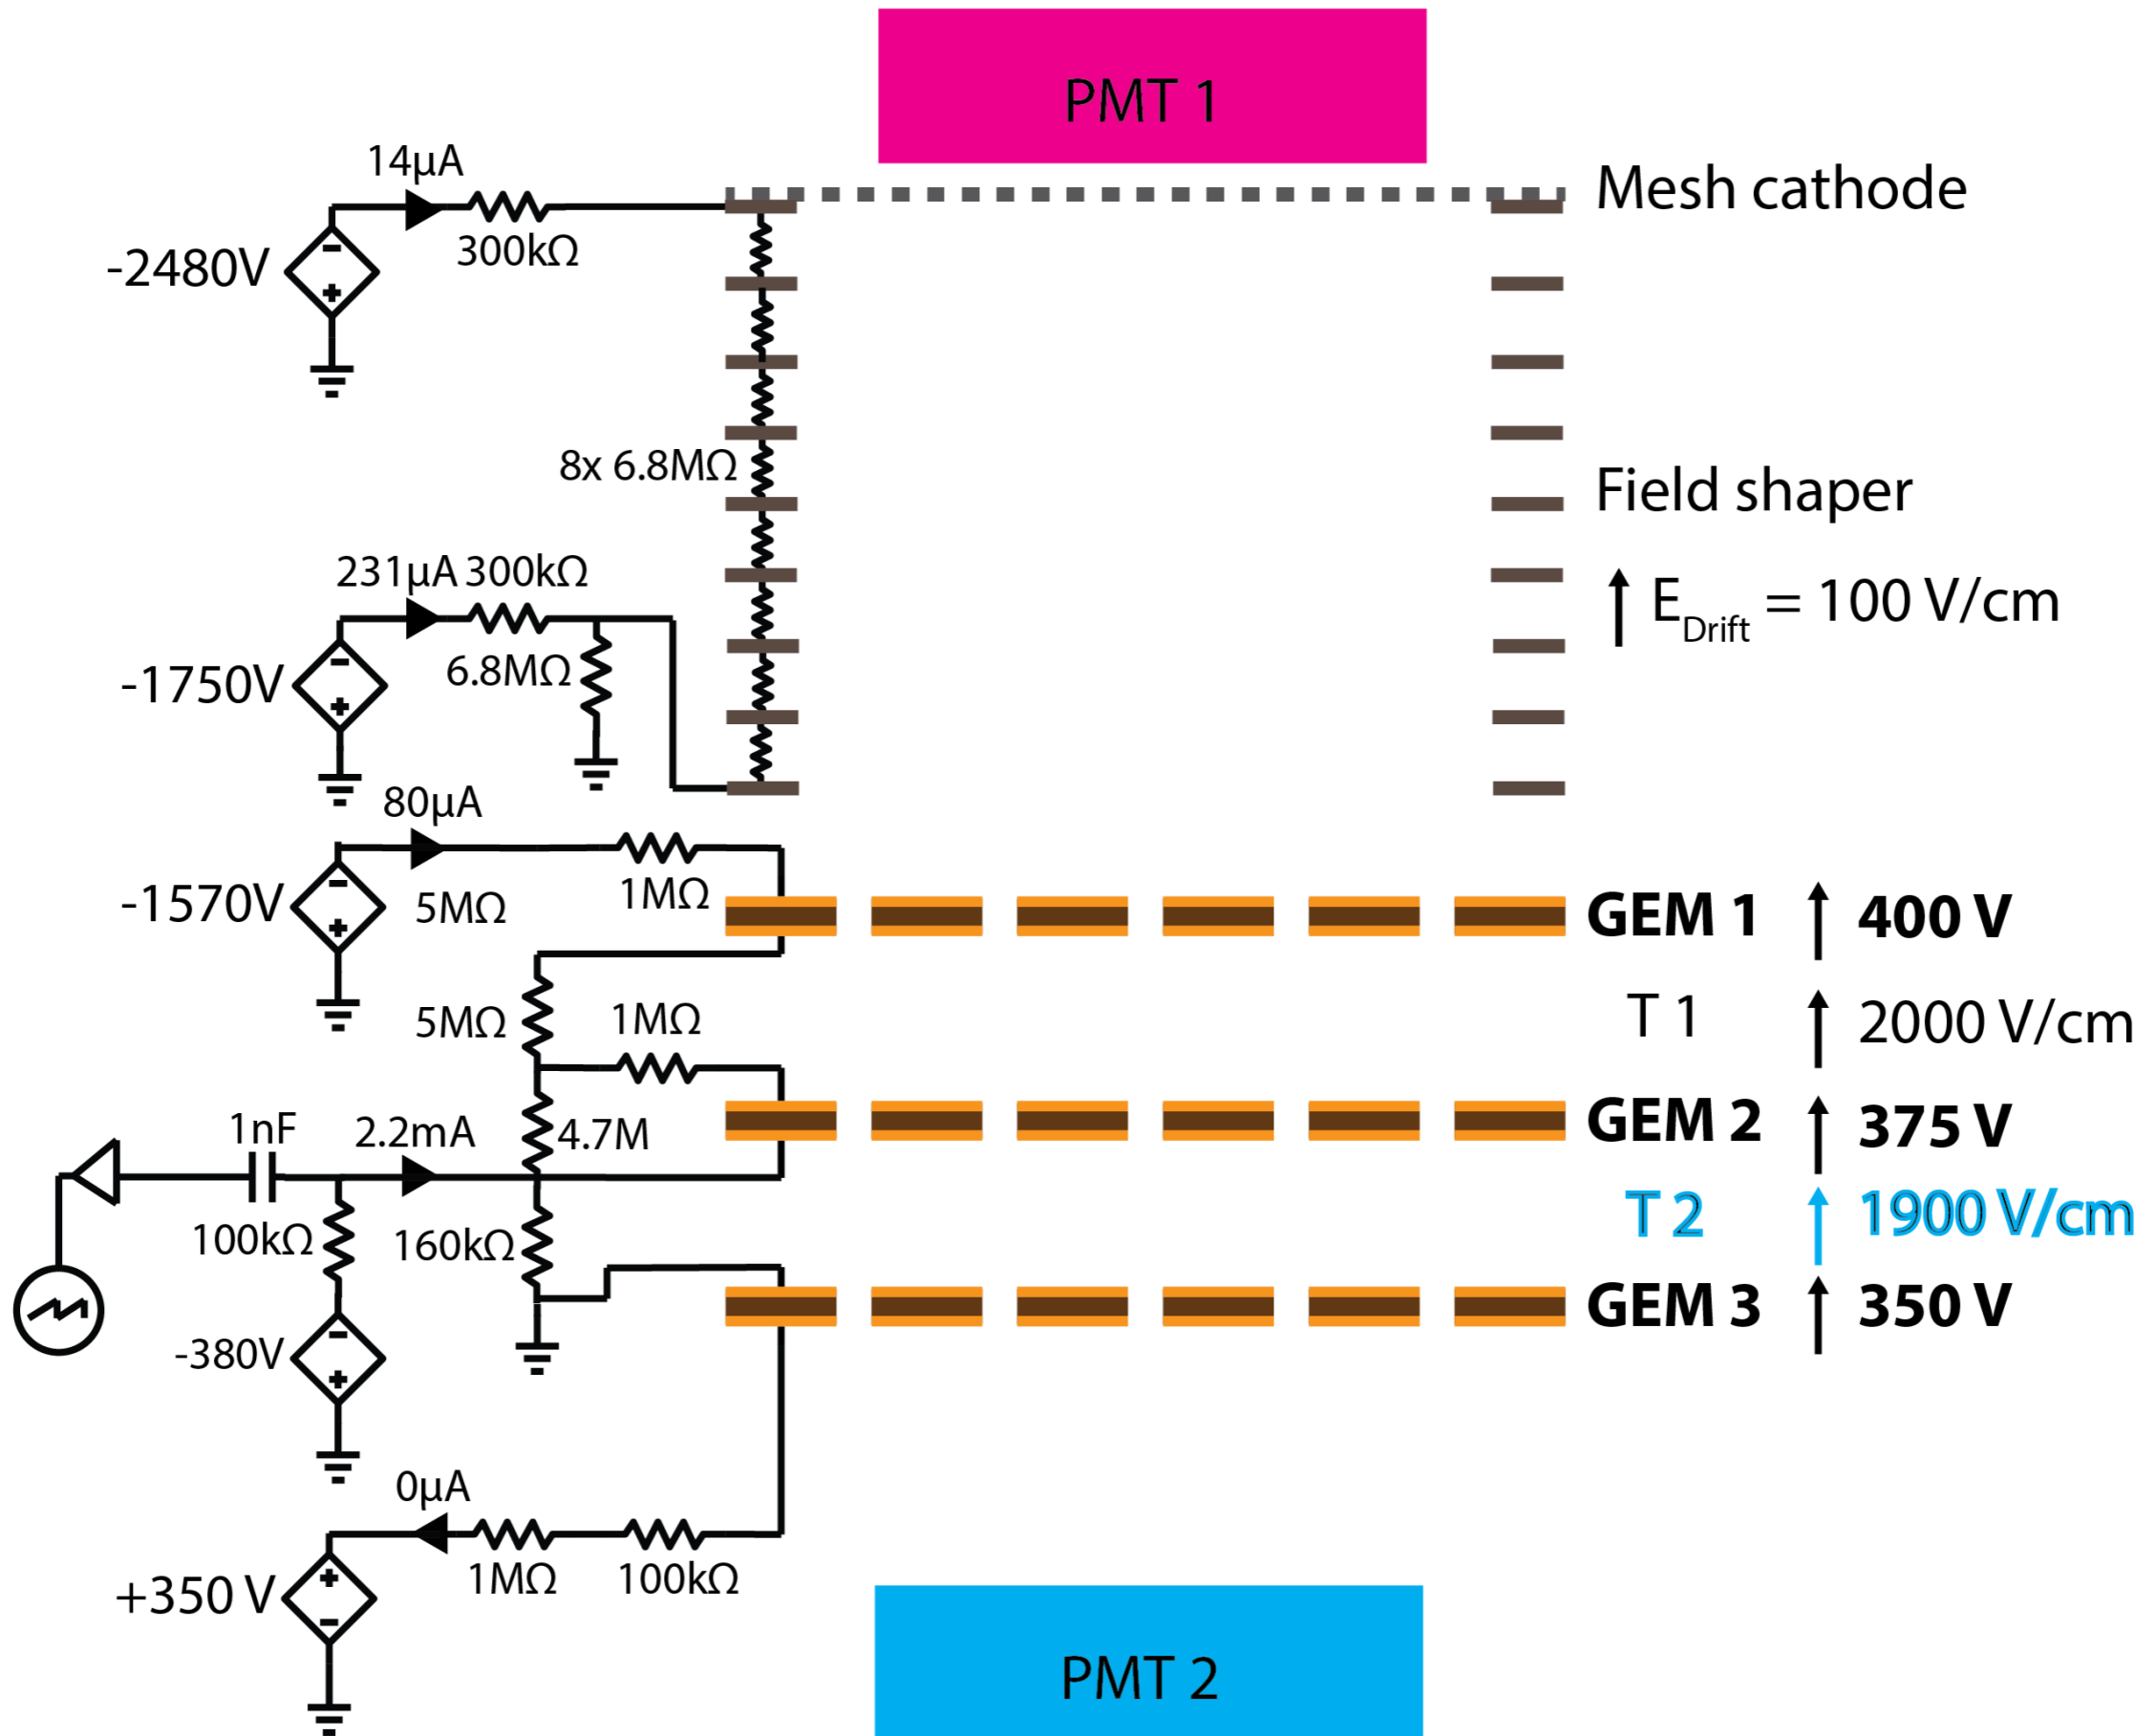 PMT 1
14µA
300kΩ
-2480V
Mesh cathode
8x 6.8MΩ
Field shaper
231µA 300kΩ
E Drift = 100 V/cm
6.8MΩ
-1750V
80µA
1MΩ
-1570V
5MΩ
GEM 1 400 V
5MΩ
1MΩ
T 1 2000 V/cm
1nF
2.2mA
4.7M
GEM 2 375 V
100kΩ
160kΩ
T 2 1900 V/cm
-380V
GEM 3 350 V
0µA
1MΩ
100kΩ
+350 V
PMT 2